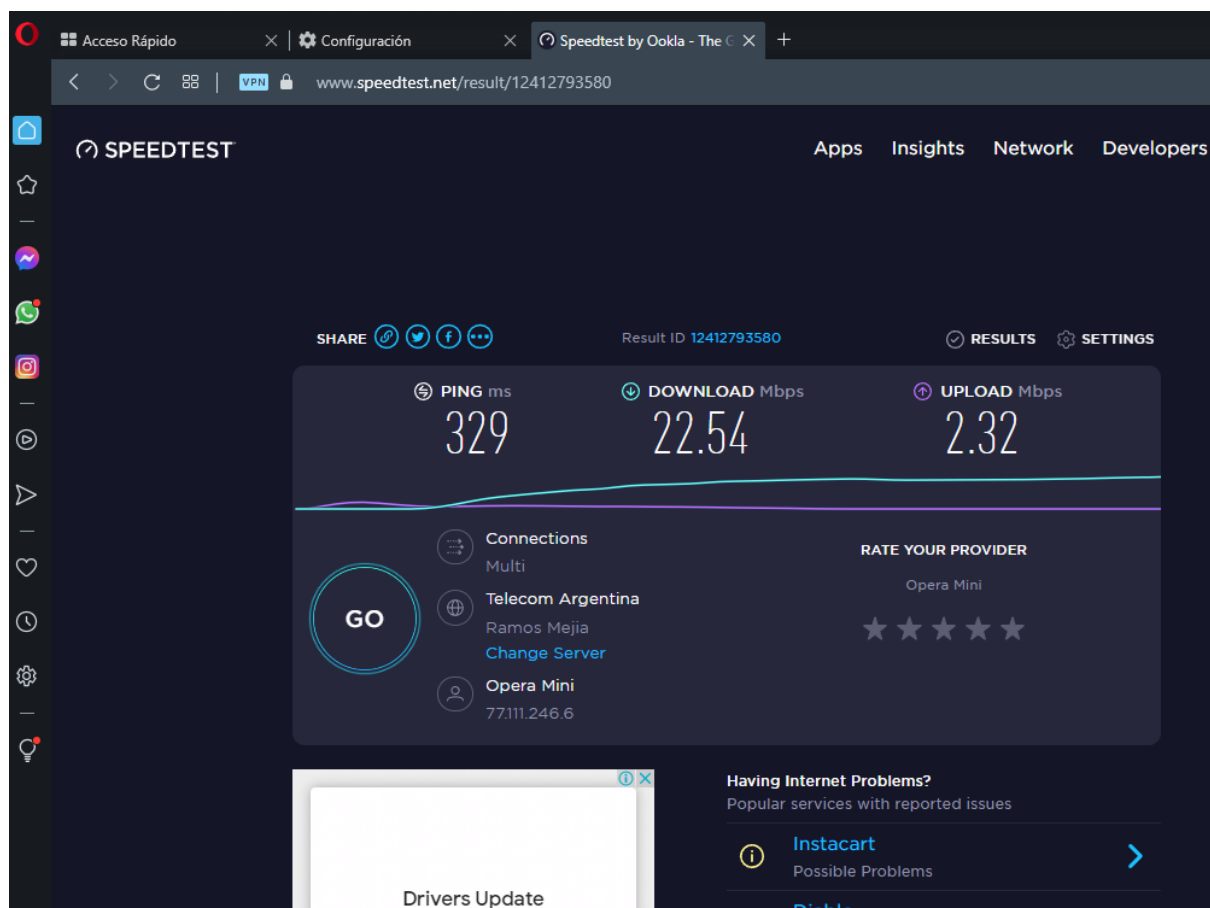 Acceso Rápido
Configuración
Speedtest by Ookla - The G
VPN www.speedtest.net/result/12412793580
SPEEDTEST
Apps Insights Network Developers
SHARE
Result ID 12412793580
RESULTS SETTINGS
PING ms
329
DOWNLOAD Mbps
22.54
UPLOAD Mbps
2.32
GO
Connections
Multi
Telecom Argentina
Ramos Mejia
Change Server
Opera Mini
77.111.246.6
RATE YOUR PROVIDER
Opera Mini
Drivers Update
Having Internet Problems?
Popular services with reported issues
Instacart
Possible Problems